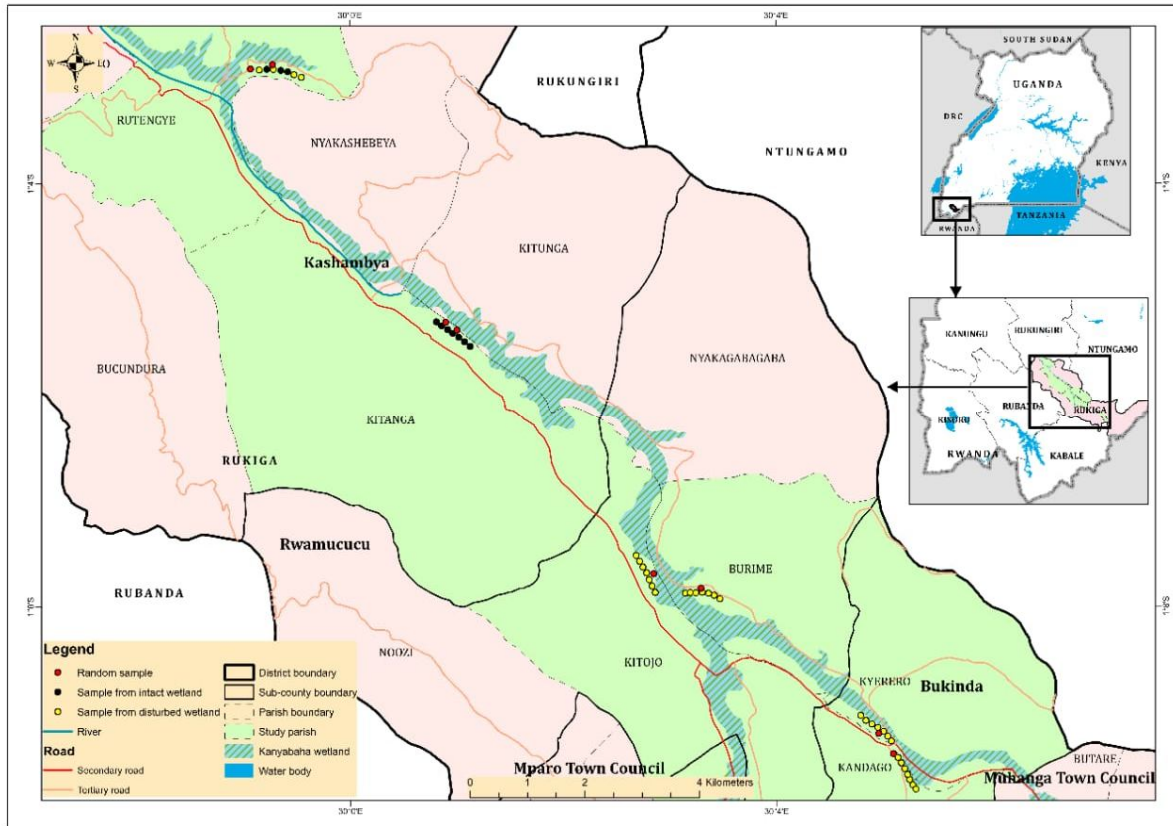 30°0'E
30°4'E
N
W
E
S
SOUTH SUDAN
UGANDA
DRC
KENYA
TANZANIA
RWANDA
RUKUNGIRI
RUTENGYE
NYAKASHEBEYA
NTUNGAMO
1°4'S
1°4'S
KITUNGA
Kashambya
KANUNGU
RUKUNGIRI
NTUNGAMO
NYAKAGABAGABA
BUCUNDURA
KITANGA
RUBANDA
RUKIGA
KISORO
RWANDA
KABALE
RUKIGA
Rwamucucu
BURIME
RUBANDA
1°8'S
1°8'S
NOOZI
KITOJO
KYERERO
Bukinda
Legend
Random sample
Sample from intact wetland
Sample from disturbed wetland
River
Road
Secondary road
Tertiary road
District boundary
Sub-county boundary
Parish boundary
Study parish
Kanyabaha wetland
Water body
BUTARE
KANDAGO
Mparo Town Council
Muhanga Town Council
0 1 2 4 Kilometers
30°0'E
30°4'E